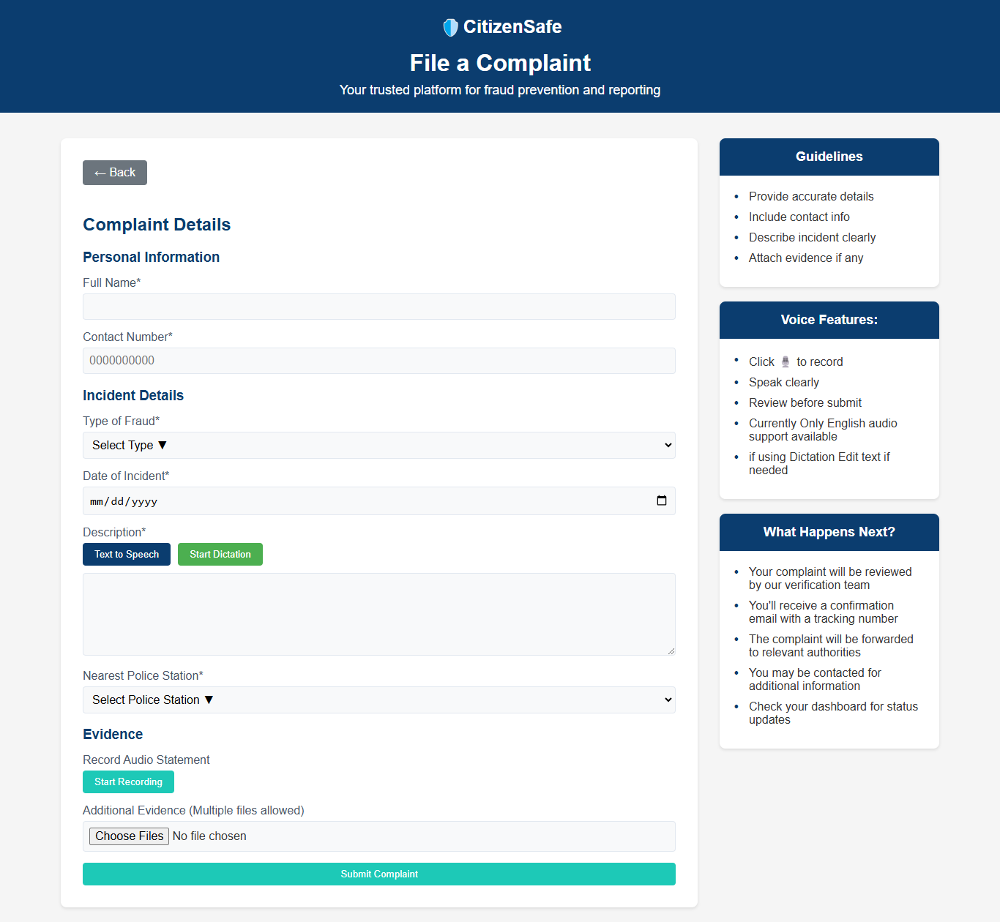 CitizenSafe
File a Complaint
Your trusted platform for fraud prevention and reporting
← Back
Complaint Details
Personal Information
Full Name*
Contact Number*
0000000000
Incident Details
Type of Fraud*
Select Type ▼
Date of Incident*
mm/dd/yyyy
Description*
Text to Speech
Start Dictation
Nearest Police Station*
Select Police Station ▼
Evidence
Record Audio Statement
Start Recording
Additional Evidence (Multiple files allowed)
Choose Files No file chosen
Submit Complaint
Guidelines
• Provide accurate details
• Include contact info
• Describe incident clearly
• Attach evidence if any
Voice Features:
• Click 🎙 to record
• Speak clearly
• Review before submit
• Currently Only English audio
support available
• if using Dictation Edit text if
needed
What Happens Next?
• Your complaint will be reviewed
by our verification team
• You'll receive a confirmation
email with a tracking number
• The complaint will be forwarded
to relevant authorities
• You may be contacted for
additional information
• Check your dashboard for status
updates